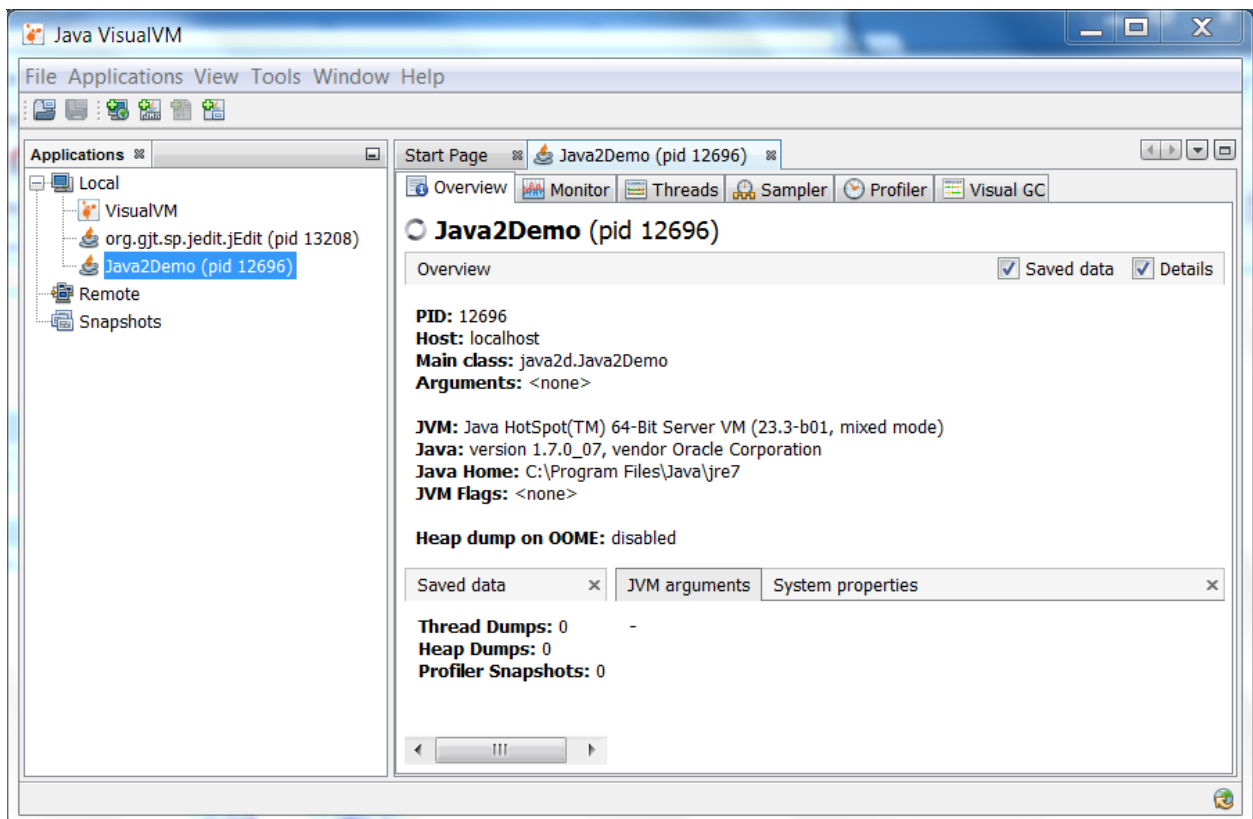 Java VisualVM
File Applications View Tools Window Help
Applications
Start Page Java2Demo (pid 12696)
Local
VisualVM
org.gjt.sp.jedit.jEdit (pid 13208)
Java2Demo (pid 12696)
Remote
Snapshots
Overview Monitor Threads Sampler Profiler Visual GC
Java2Demo (pid 12696)
Overview Saved data Details
PID: 12696
Host: localhost
Main class: java2d.Java2Demo
Arguments: <none>
JVM: Java HotSpot(TM) 64-Bit Server VM (23.3-b01, mixed mode)
Java: version 1.7.0_07, vendor Oracle Corporation
Java Home: C:\Program Files\Java\jre7
JVM Flags: <none>
Heap dump on OOME: disabled
Saved data JVM arguments System properties
Thread Dumps: 0 -
Heap Dumps: 0
Profiler Snapshots: 0